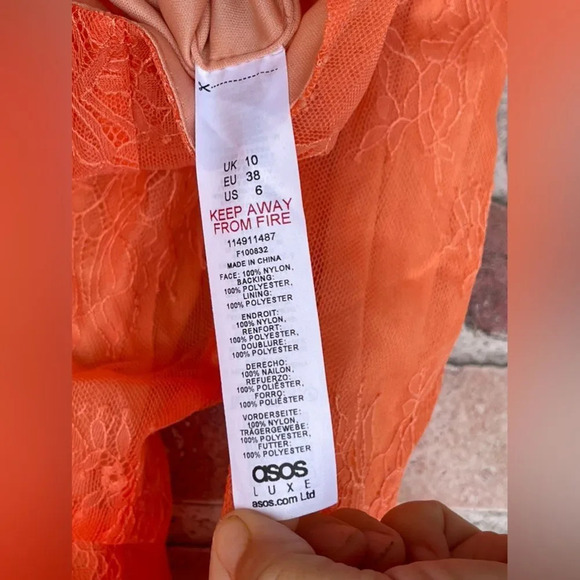 UK 10
EU 38
US 6
KEEP AWAY
FROM FIRE
114911487
F100832
MADE IN CHINA
FACE: 100% NYLON,
BACKING:
100% POLYESTER,
LINING:
100% POLYESTER
ENDROIT:
100% NYLON,
RENFORT:
100% POLYESTER,
DOUBLURE:
100% POLYESTER
DERECHO:
100% NAILON,
REFUERZO:
100% POLIÉSTER,
FORRO:
100% POLIÉSTER
VORDERSEITE:
100% NYLON,
TRÄGERGEWEBE:
100% POLYESTER,
FUTTER:
100% POLYESTER
asos
LUXE
asos.com Ltd